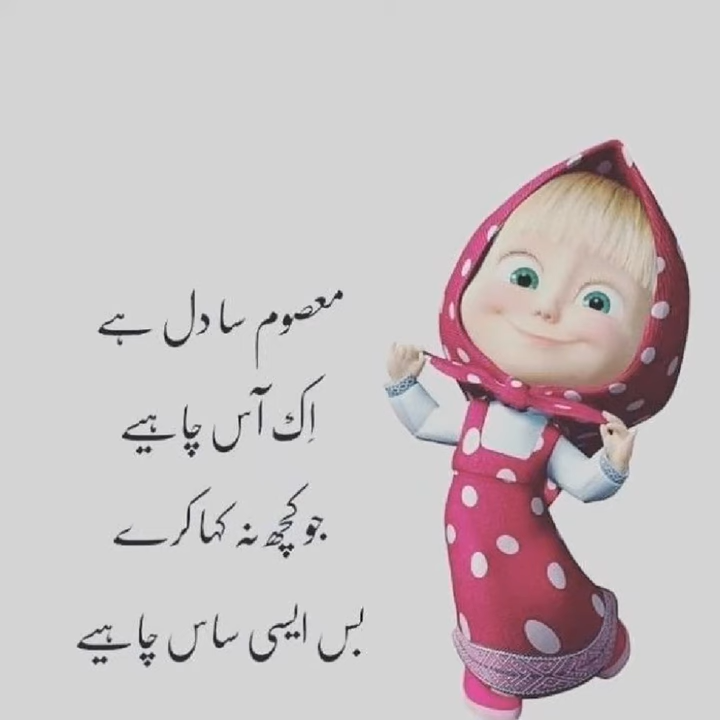 معصوم سا دل ہے
اِک آس چاہیے
جو کچھ نہ کہا کرے
بس ایسی ساس چاہیے